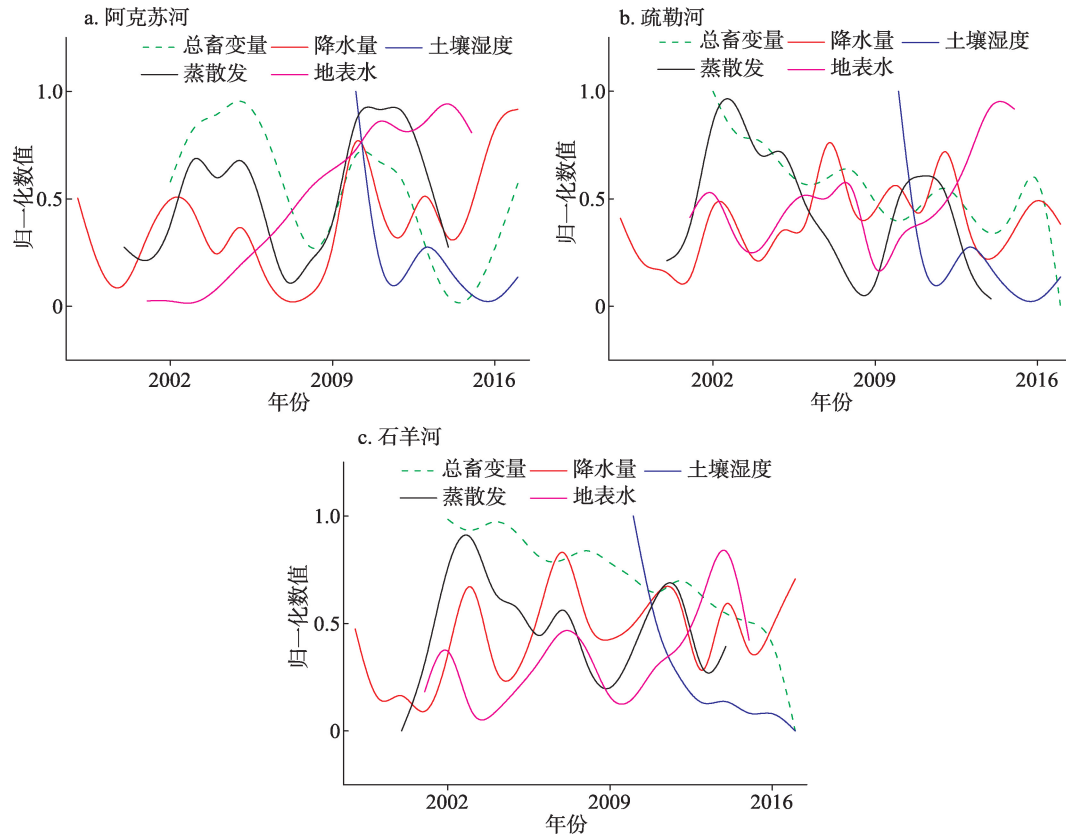 a. 阿克苏河
总畜变量 降水量 土壤湿度
蒸散发 地表水
1.0
0.5
0
归一化数值
2002 2009 2016
年份
b. 疏勒河
总畜变量 降水量 土壤湿度
蒸散发 地表水
1.0
0.5
0
归一化数值
2002 2009 2016
年份
c. 石羊河
总畜变量 降水量 土壤湿度
蒸散发 地表水
1.0
0.5
0
归一化数值
2002 2009 2016
年份